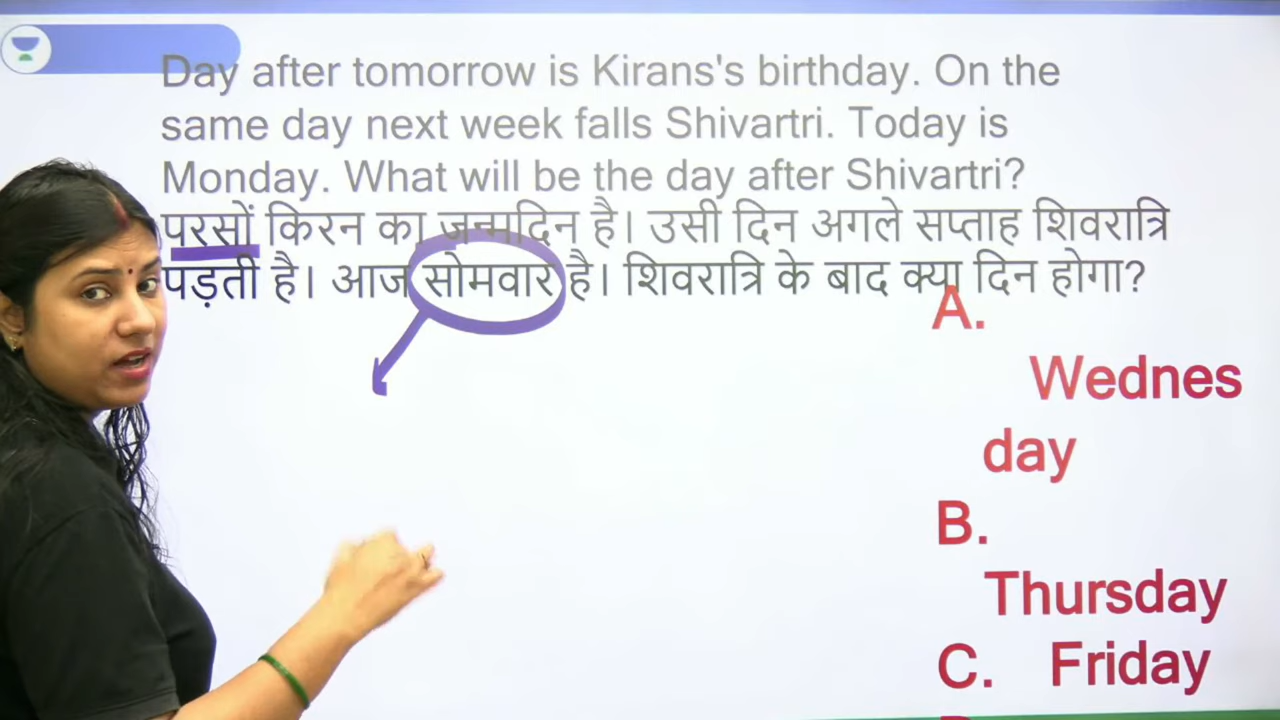 Day after tomorrow is Kirans's birthday. On the
same day next week falls Shivartri. Today is
Monday. What will be the day after Shivartri?
परसों किरन का जन्मदिन है। उसी दिन अगले सप्ताह शिवरात्रि
पड़ती है। आज सोमवार है। शिवरात्रि के बाद क्या दिन होगा?
A.
Wednes
day
B.
Thursday
C. Friday